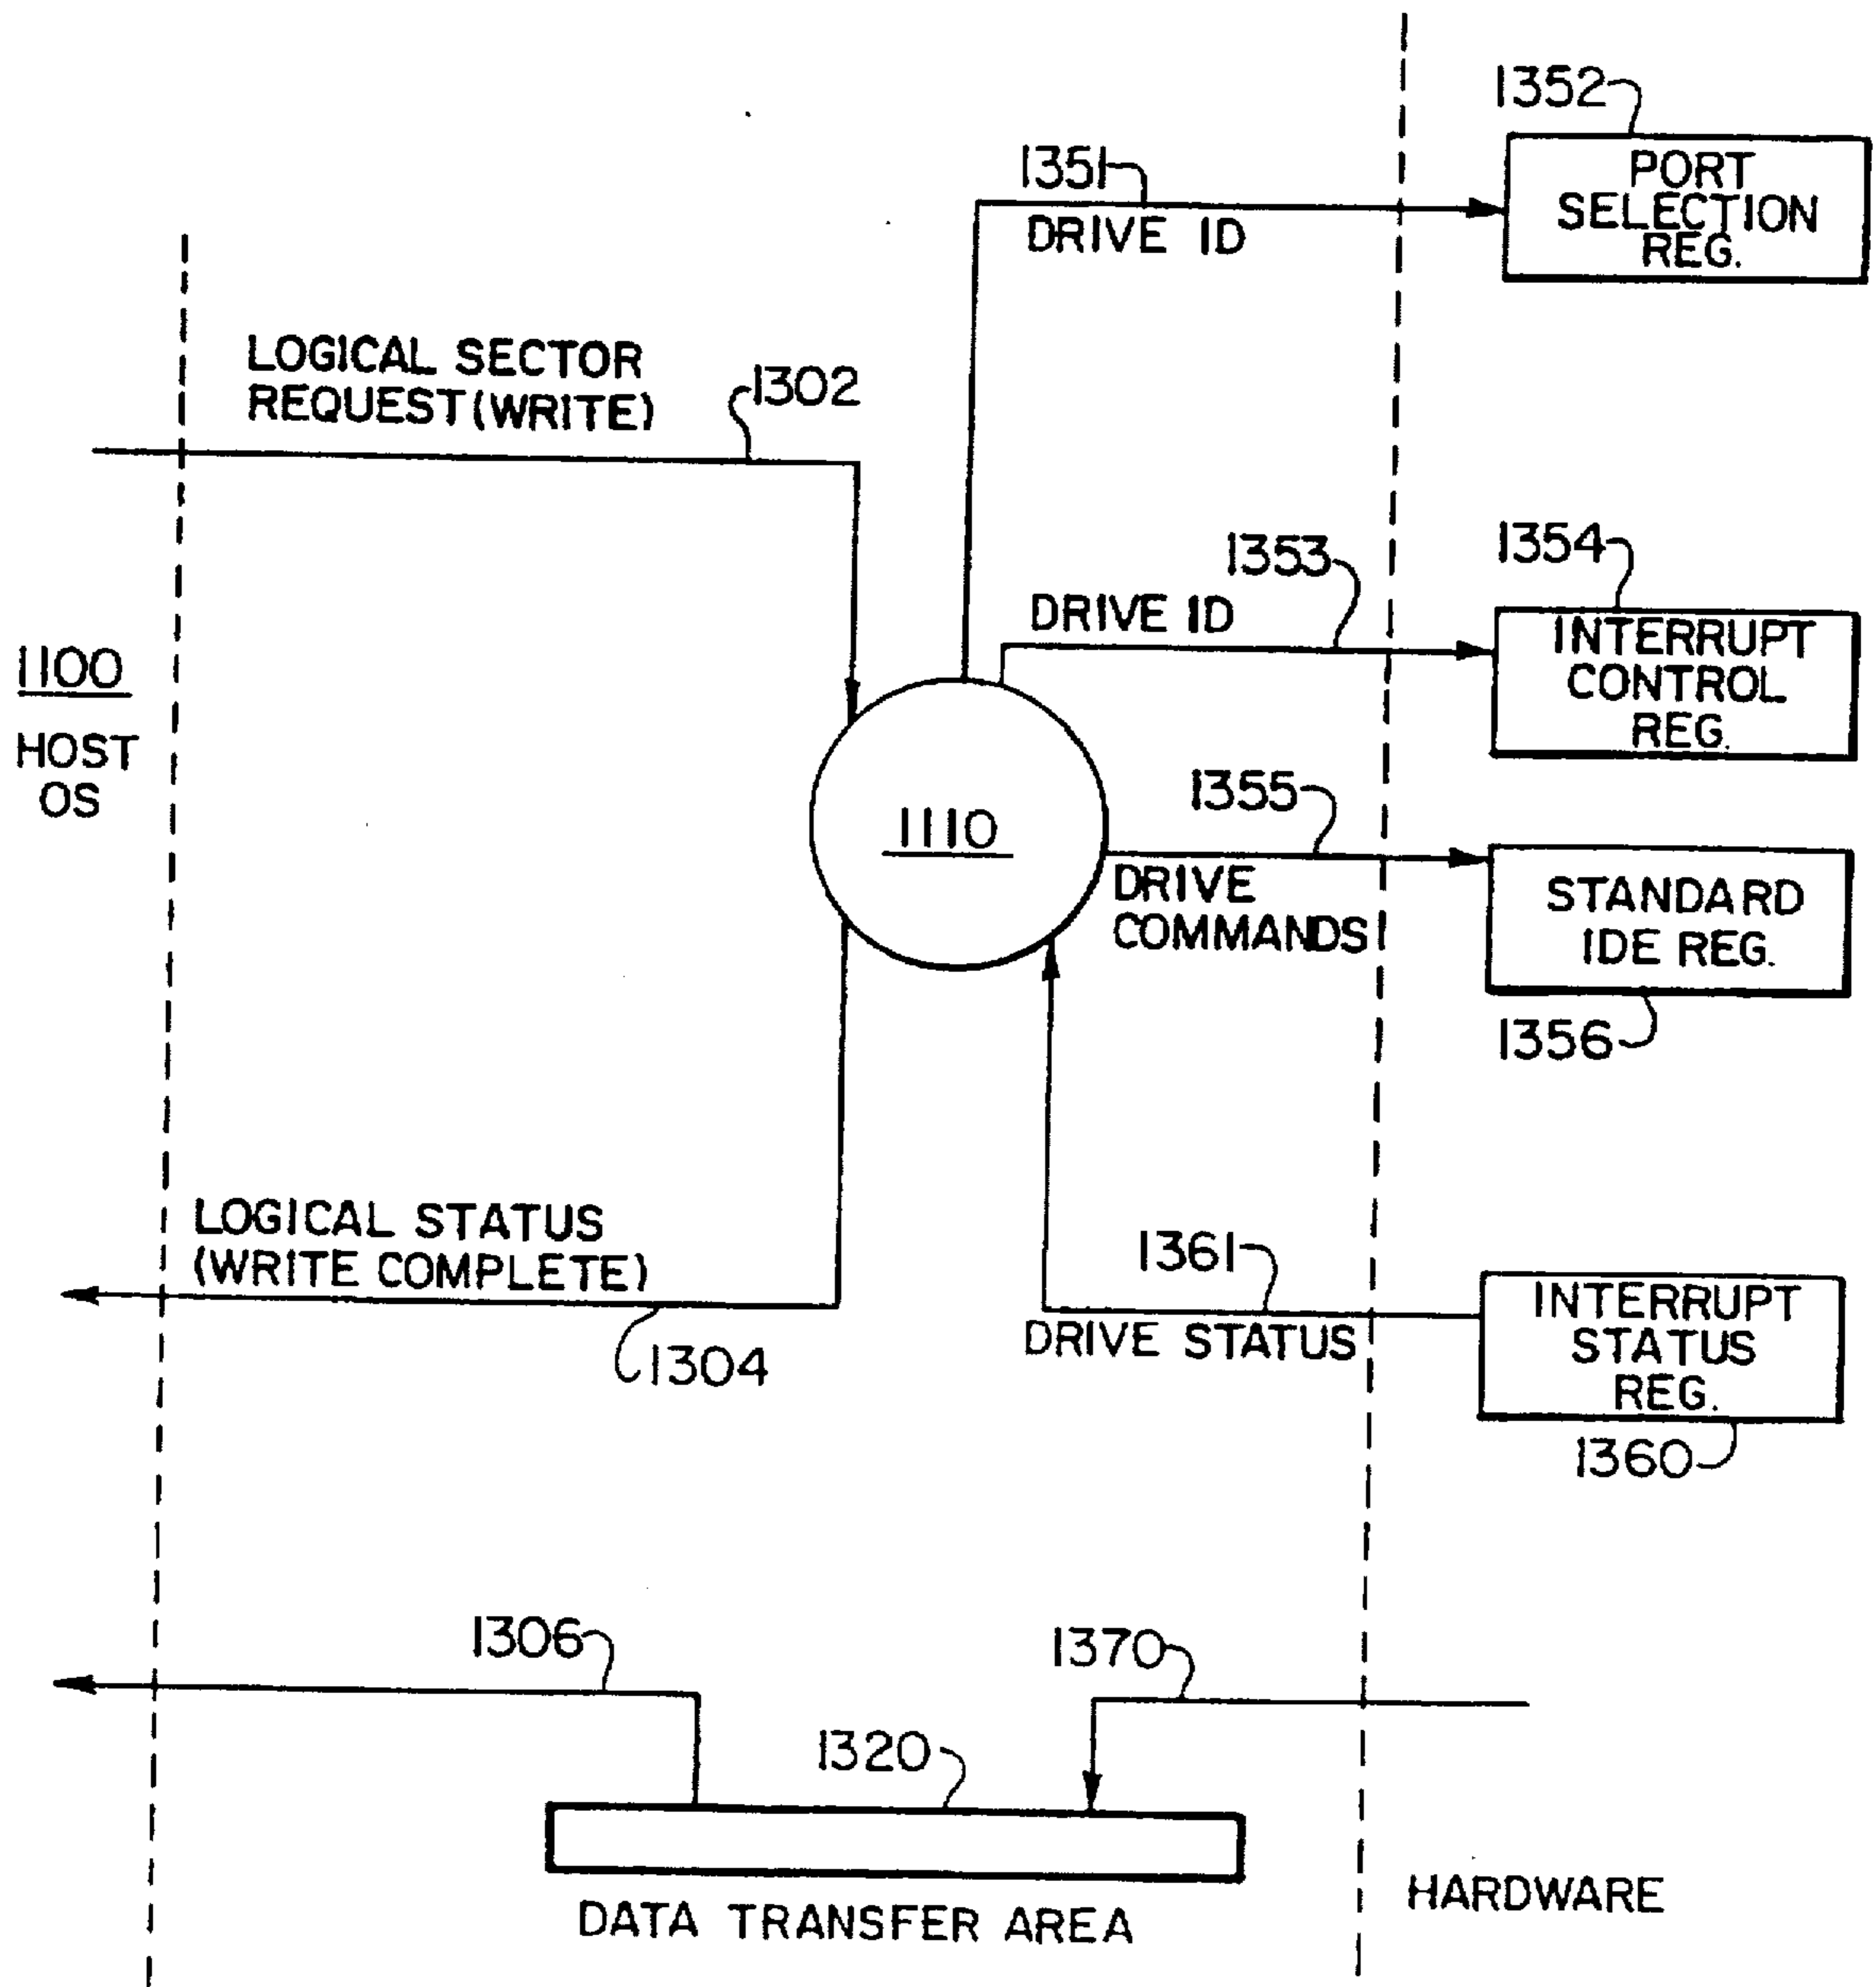 1352
PORT
SELECTION
REG.
1351
DRIVE ID
LOGICAL SECTOR
REQUEST(WRITE)
1302
1354
INTERRUPT
CONTROL
REG.
1353
DRIVE ID
1100
HOST
OS
1110
1355
DRIVE
COMMANDS
STANDARD
IDE REG.
1356
LOGICAL STATUS
(WRITE COMPLETE)
1304
1361
DRIVE STATUS
INTERRUPT
STATUS
REG.
1360
1306
1370
1320
DATA TRANSFER AREA
HARDWARE